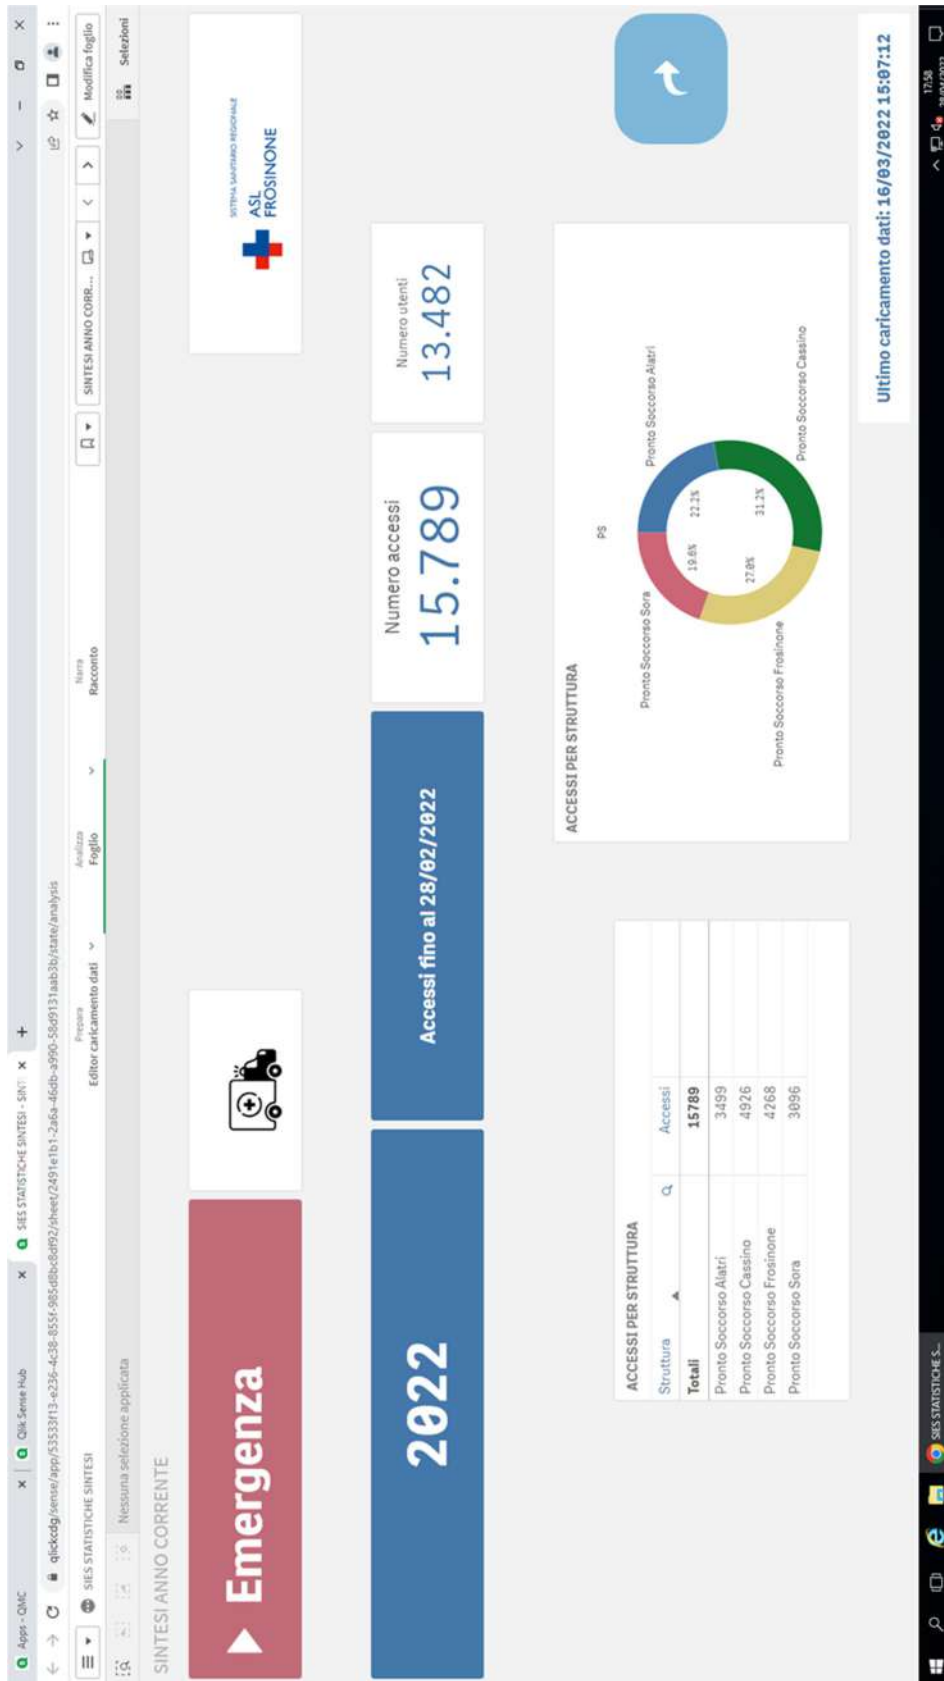 Apps - QMC
Qlik Sense Hub
SIES STATISTICHE SINTESI - SINT
qlickcdg/sense/app/53533f13-e236-4c38-855f-985d8bc8df92/sheet/2491e1b1-2a6a-46db-a990-58d9131aab3b/state/analysis
SIES STATISTICHE SINTESI
Prepara
Editor caricamento dati
Analizza
Foglio
Narra
Racconto
SINTESI ANNO CORR...
Modifica foglio
Nessuna selezione applicata
Selezioni
SINTESI ANNO CORRENTE
Emergenza
SISTEMA SANITARIO REGIONALE
ASL
FROSINONE
2022
Accessi fino al 28/02/2022
Numero accessi
15.789
Numero utenti
13.482
ACCESSI PER STRUTTURA
Struttura Accessi
Totali 15789
Pronto Soccorso Alatri 3499
Pronto Soccorso Cassino 4926
Pronto Soccorso Frosinone 4268
Pronto Soccorso Sora 3096
ACCESSI PER STRUTTURA
PS
Pronto Soccorso Sora
Pronto Soccorso Alatri
19.6%
22.2%
27.0%
31.2%
Pronto Soccorso Frosinone
Pronto Soccorso Cassino
Ultimo caricamento dati: 16/03/2022 15:07:12
SIES STATISTICHE S...
17:58